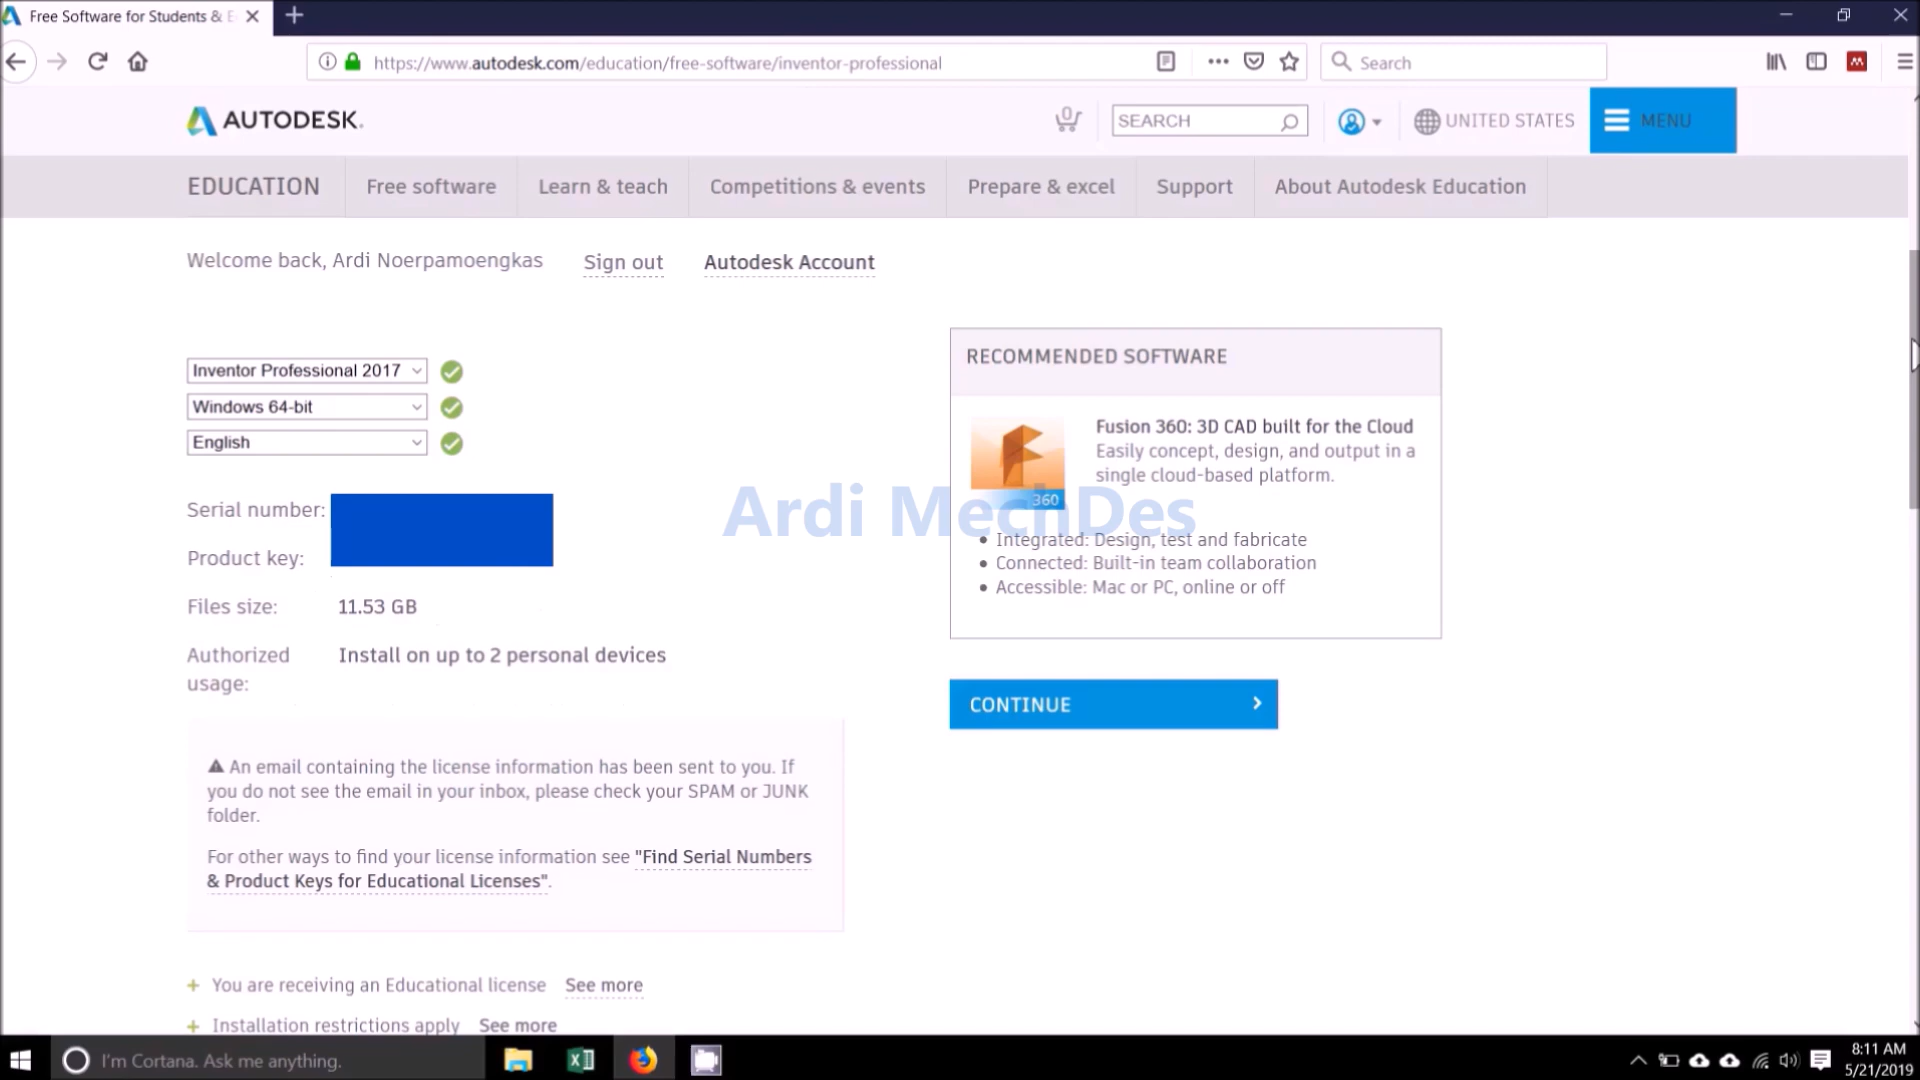 Free Software for Students & E
https://www.autodesk.com/education/free-software/inventor-professional
Search
AUTODESK.
0
SEARCH
UNITED STATES
MENU
EDUCATION
Free software
Learn & teach
Competitions & events
Prepare & excel
Support
About Autodesk Education
Welcome back, Ardi Noerpamoengkas
Sign out
Autodesk Account
Inventor Professional 2017
Windows 64-bit
English
Serial number:
Product key:
Files size: 11.53 GB
Authorized usage: Install on up to 2 personal devices
An email containing the license information has been sent to you. If
you do not see the email in your inbox, please check your SPAM or JUNK
folder.
For other ways to find your license information see "Find Serial Numbers
& Product Keys for Educational Licenses".
+ You are receiving an Educational license See more
+ Installation restrictions apply See more
RECOMMENDED SOFTWARE
360
Fusion 360: 3D CAD built for the Cloud
Easily concept, design, and output in a
single cloud-based platform.
• Integrated: Design, test and fabricate
• Connected: Built-in team collaboration
• Accessible: Mac or PC, online or off
CONTINUE
Ardi MechDes
I'm Cortana. Ask me anything.
8:11 AM
5/21/2019